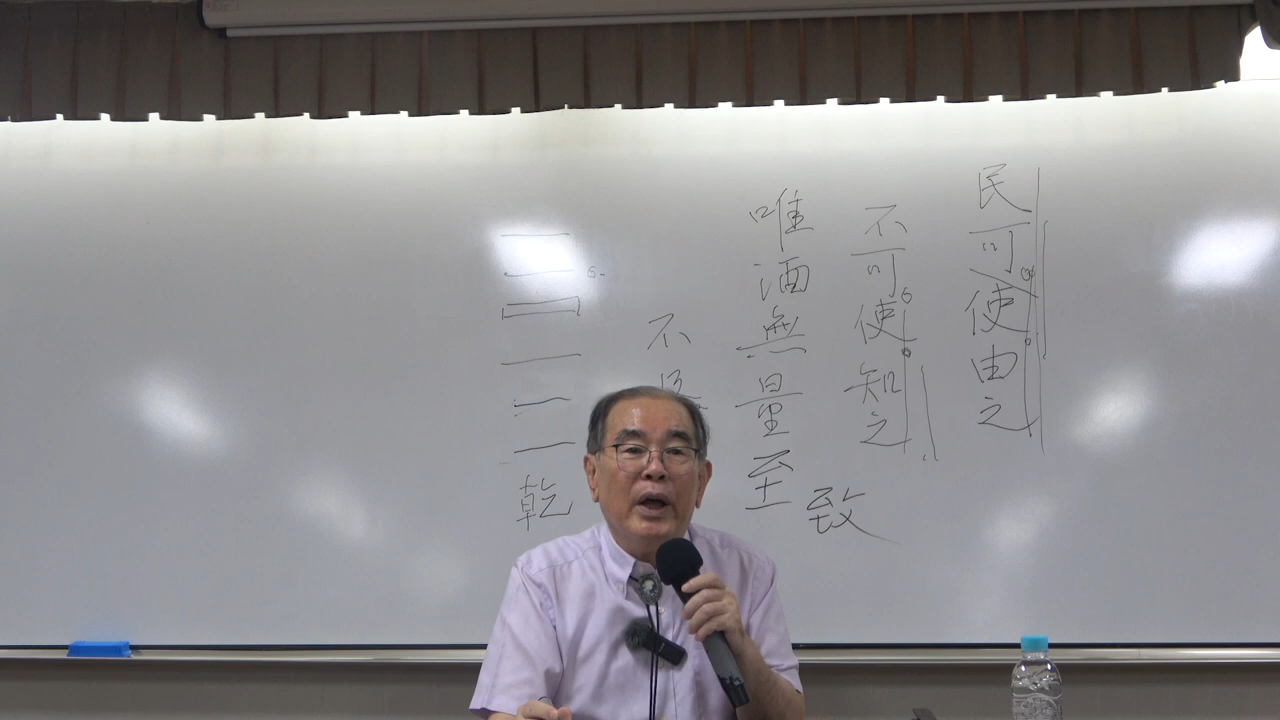 民可使由之
不可使知之
唯酒無量至
致
不
乾